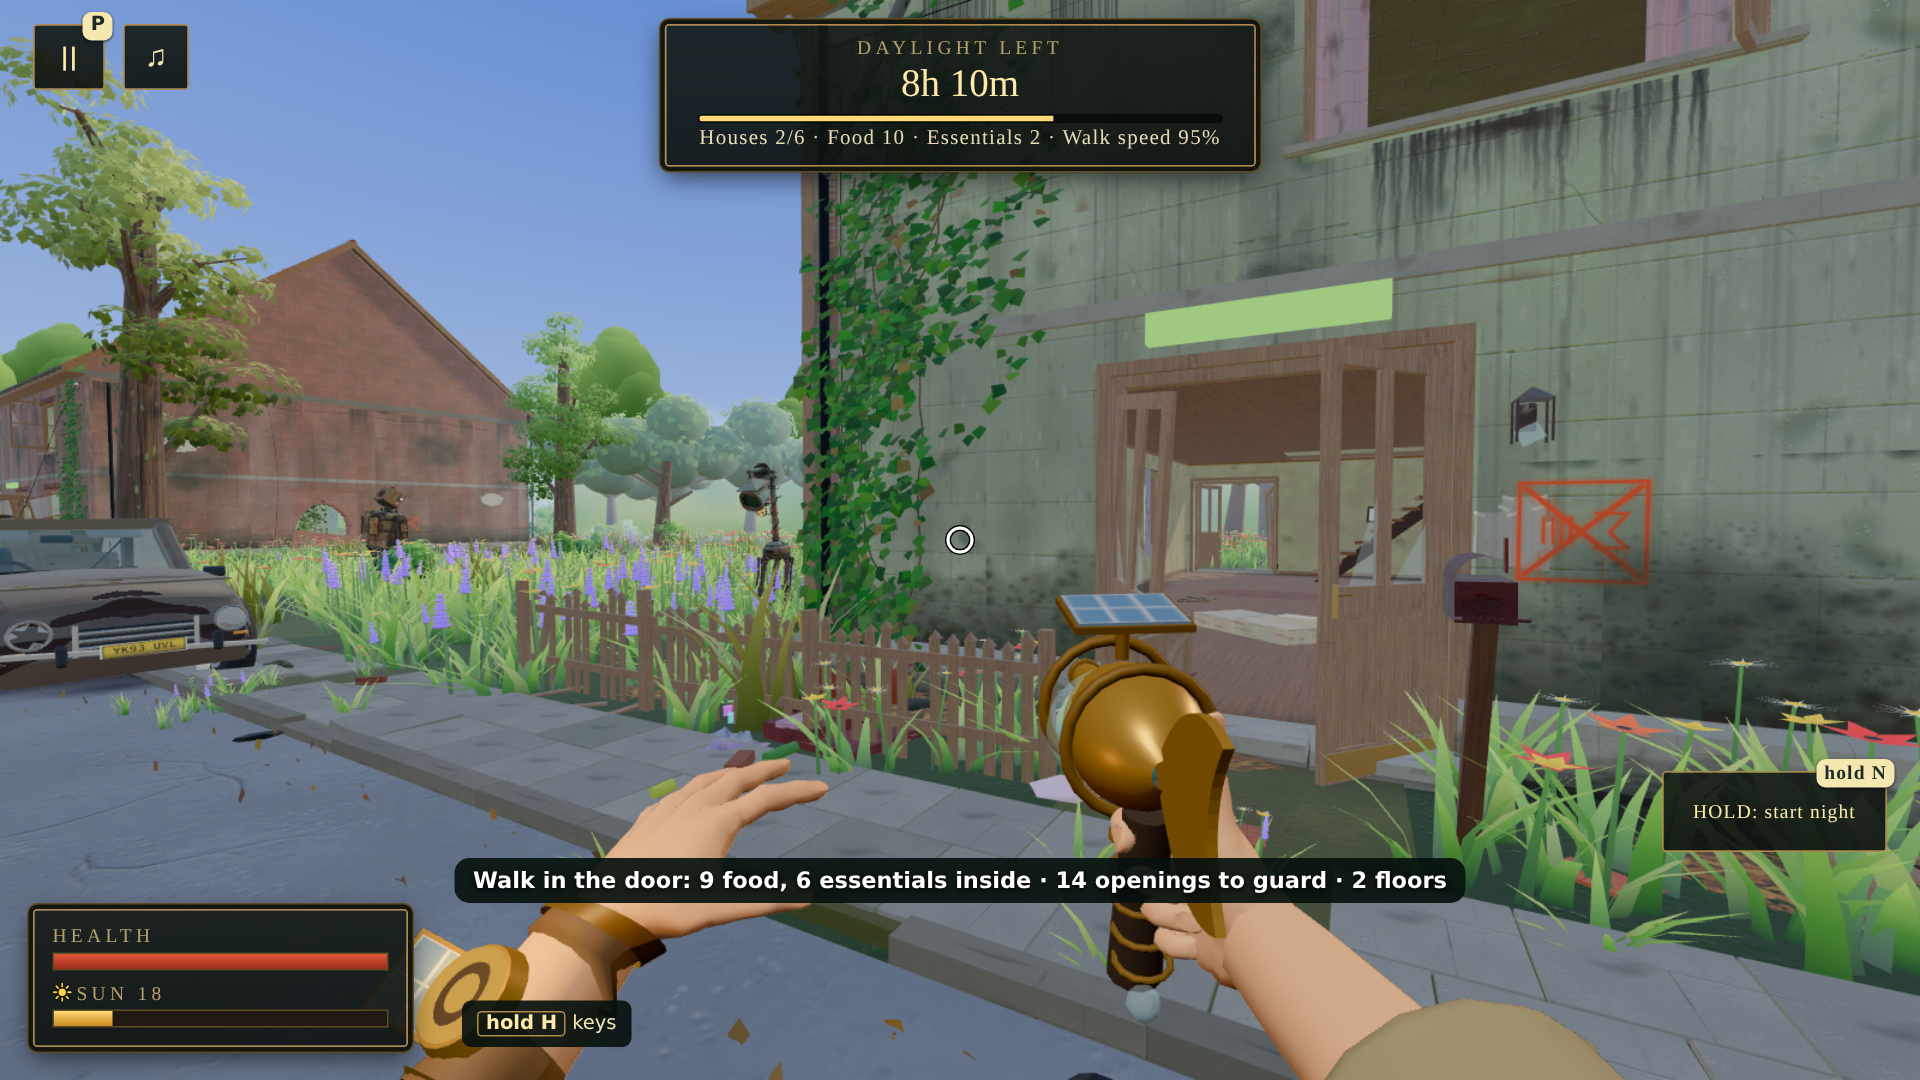 P
DAYLIGHT LEFT
8h 10m
Houses 2/6 · Food 10 · Essentials 2 · Walk speed 95%
YK93 UVL
hold N
HOLD: start night
Walk in the door: 9 food, 6 essentials inside · 14 openings to guard · 2 floors
HEALTH
SUN 18
hold H keys